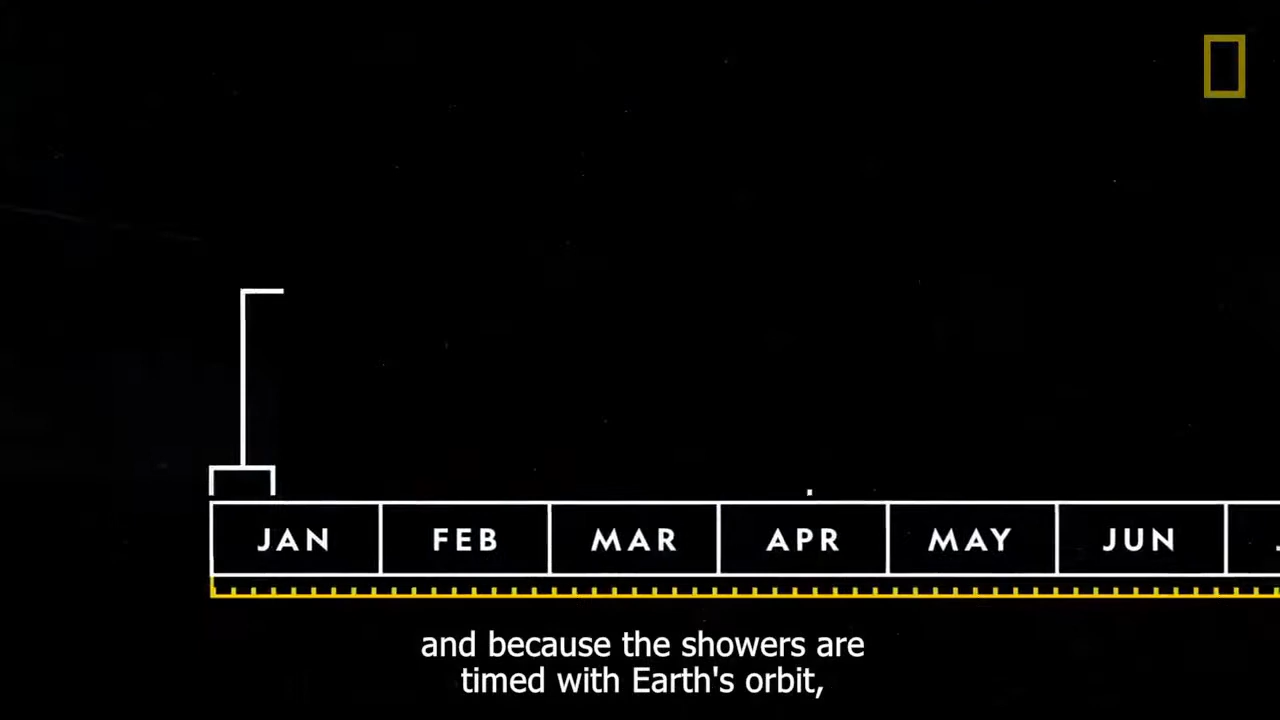 JAN FEB MAR APR MAY JUN
and because the showers are
timed with Earth's orbit,